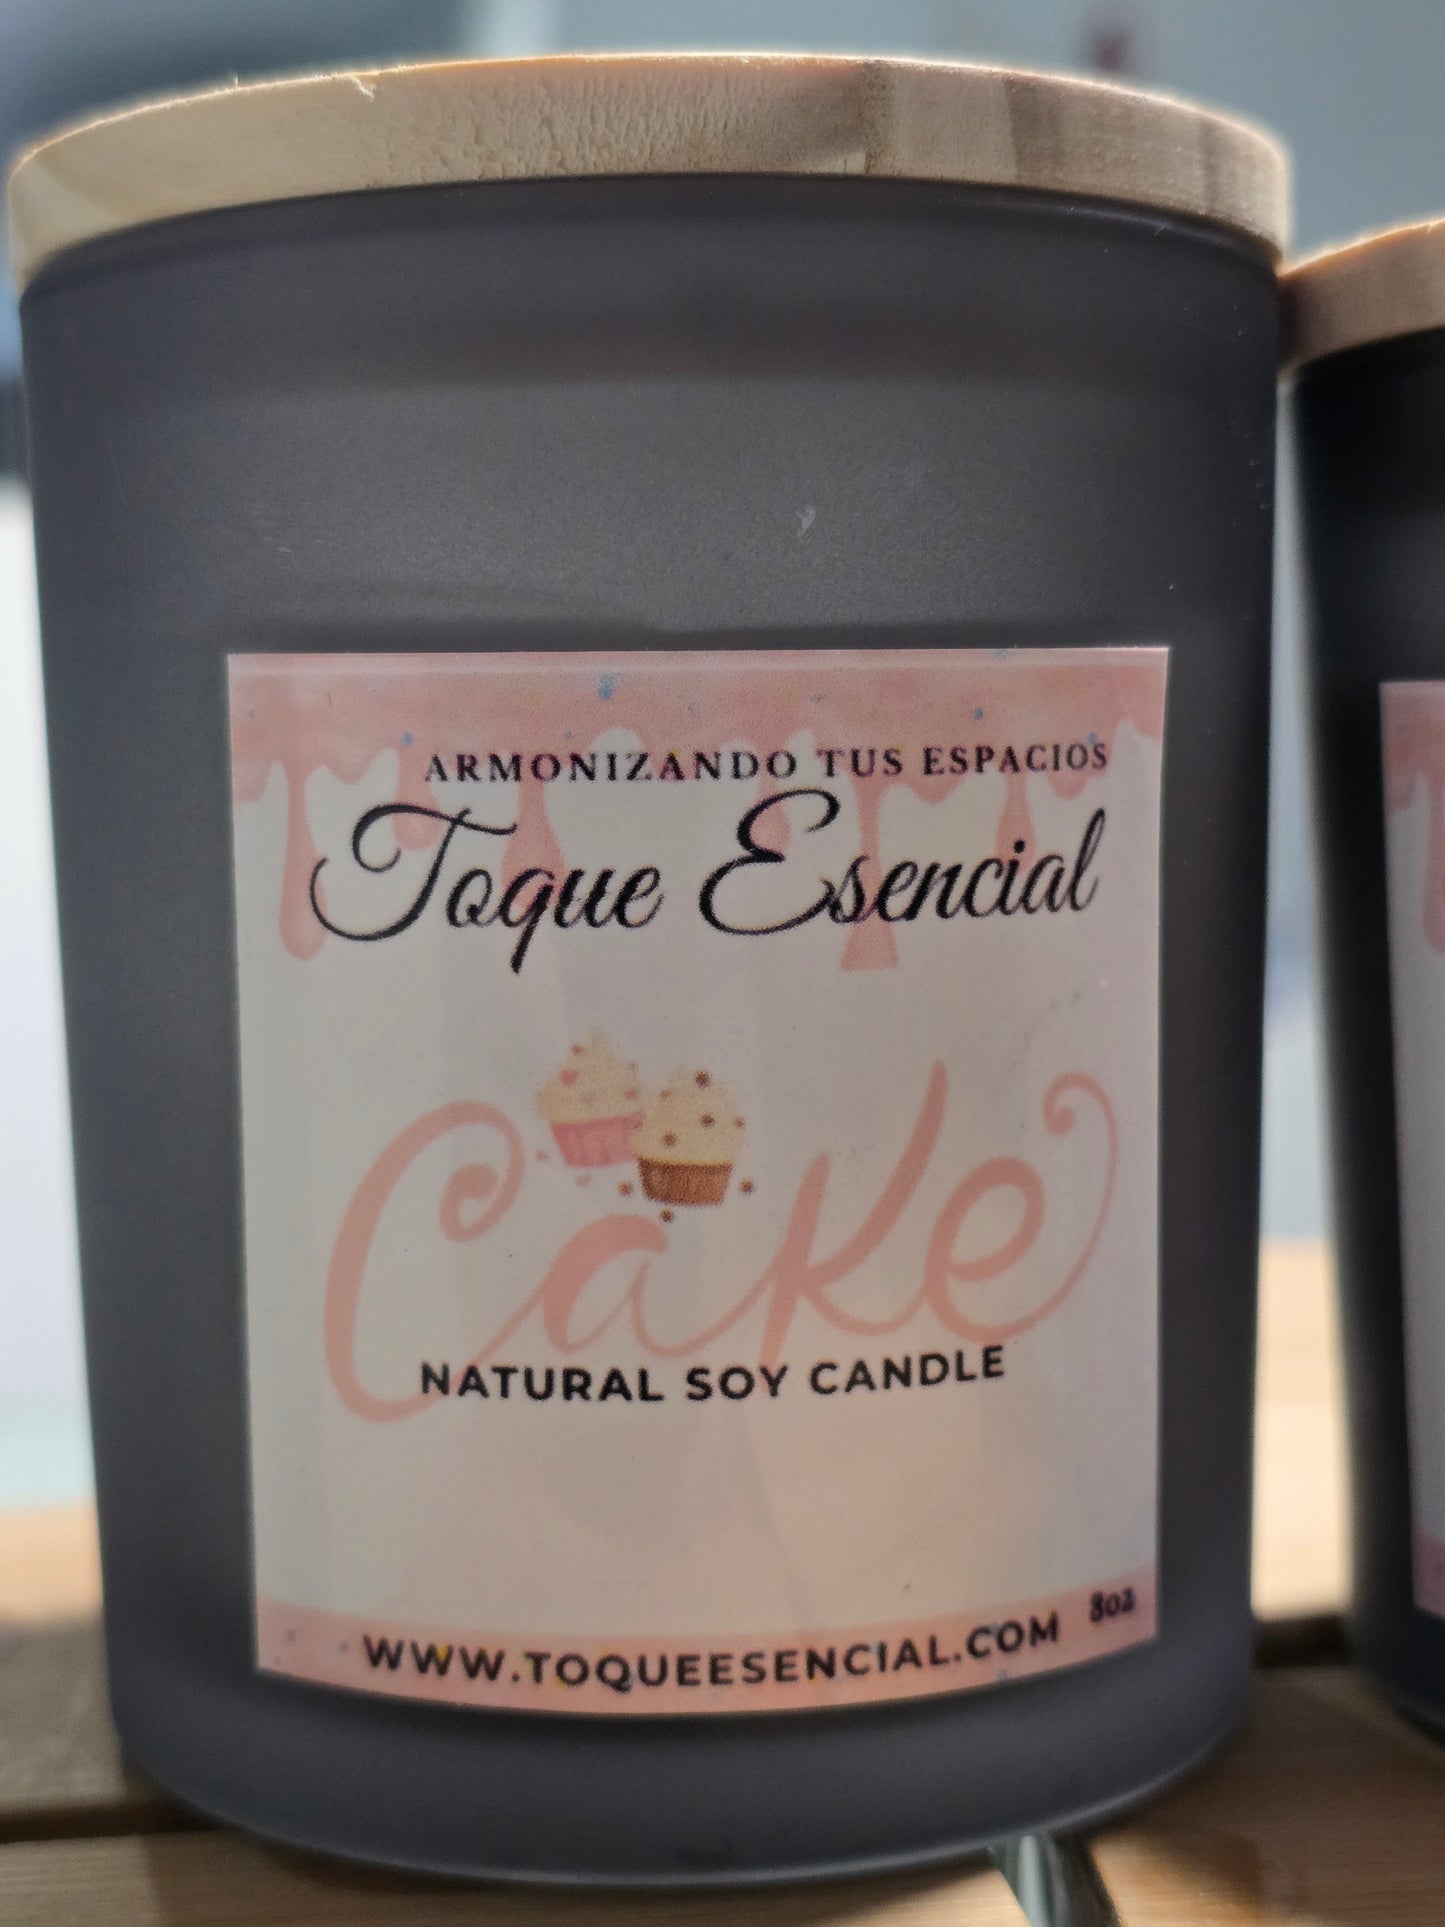 ARMONIZANDO TUS ESPACIOS
Toque Esencial
Cake
NATURAL SOY CANDLE
8oz
WWW.TOQUEESENCIAL.COM